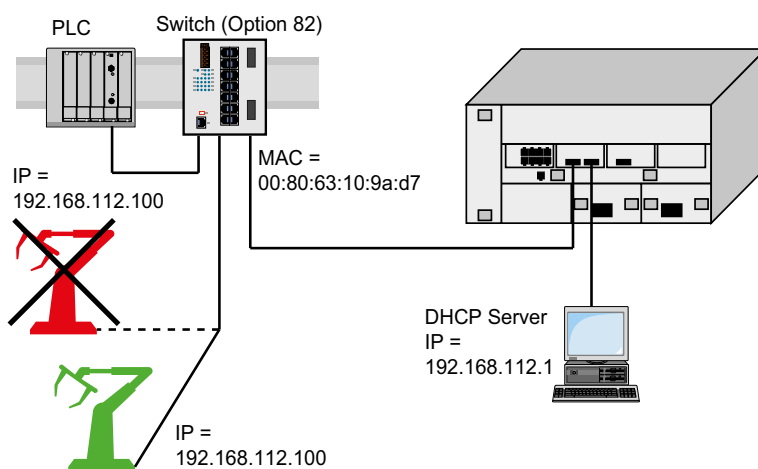 PLC
Switch (Option 82)
MAC =
00:80:63:10:9a:d7
IP =
192.168.112.100
DHCP Server
IP =
192.168.112.1
IP =
192.168.112.100